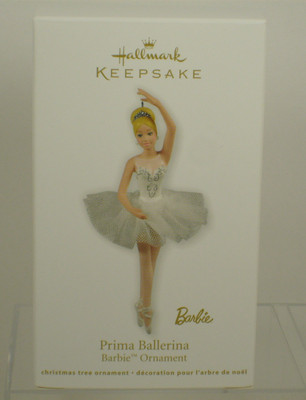 Hallmark
KEEPSAKE
Barbie
Prima Ballerina
Barbie™ Ornament
christmas tree ornament • décoration pour l'arbre de noël